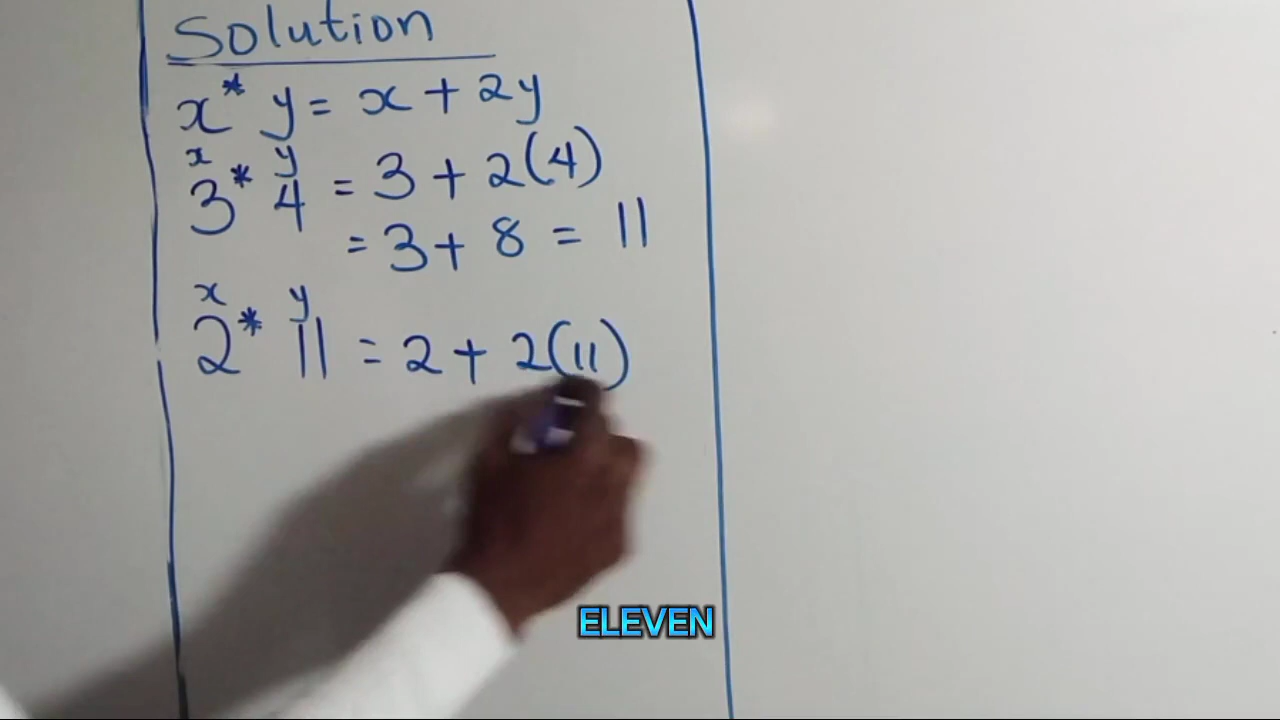 Solution
x * y = x + 2y
x y
3 * 4 = 3 + 2(4)
= 3 + 8 = 11
x y
2 * 11 = 2 + 2(11)
ELEVEN